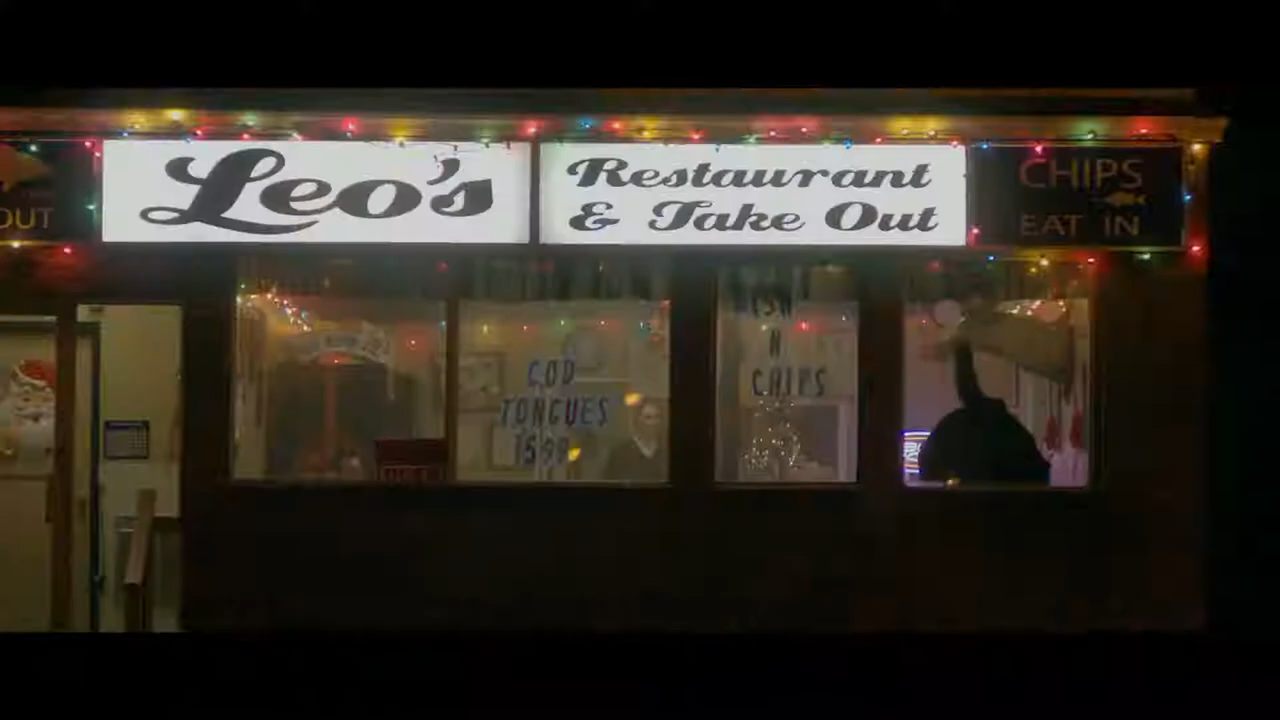 OUT
Leo's
Restaurant
& Take Out
CHIPS
EAT IN
COD
TONGUES
N
CHIPS